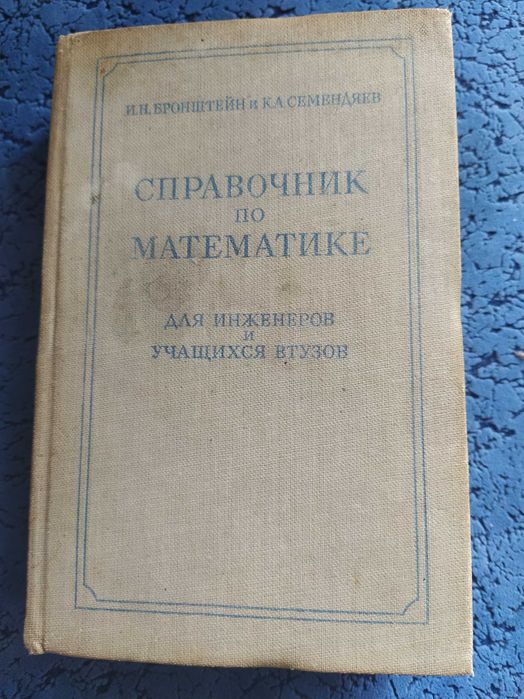 И.Н.БРОНШТЕЙН и К.А.СЕМЕНДЯЕВ
СПРАВОЧНИК
ПО
МАТЕМАТИКЕ
ДЛЯ ИНЖЕНЕРОВ
И
УЧАЩИХСЯ ВТУЗОВ